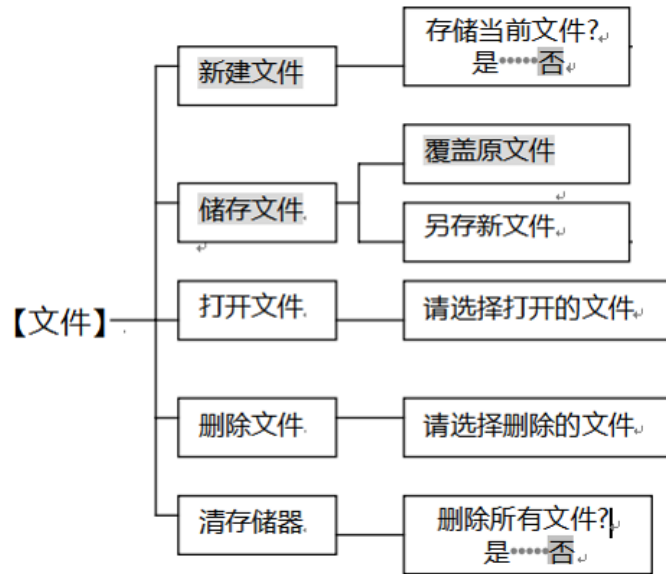 新建文件
存储当前文件?
是·····否
储存文件
覆盖原文件
另存新文件
【文件】
打开文件
请选择打开的文件
删除文件
请选择删除的文件
清存储器
删除所有文件?
是·····否